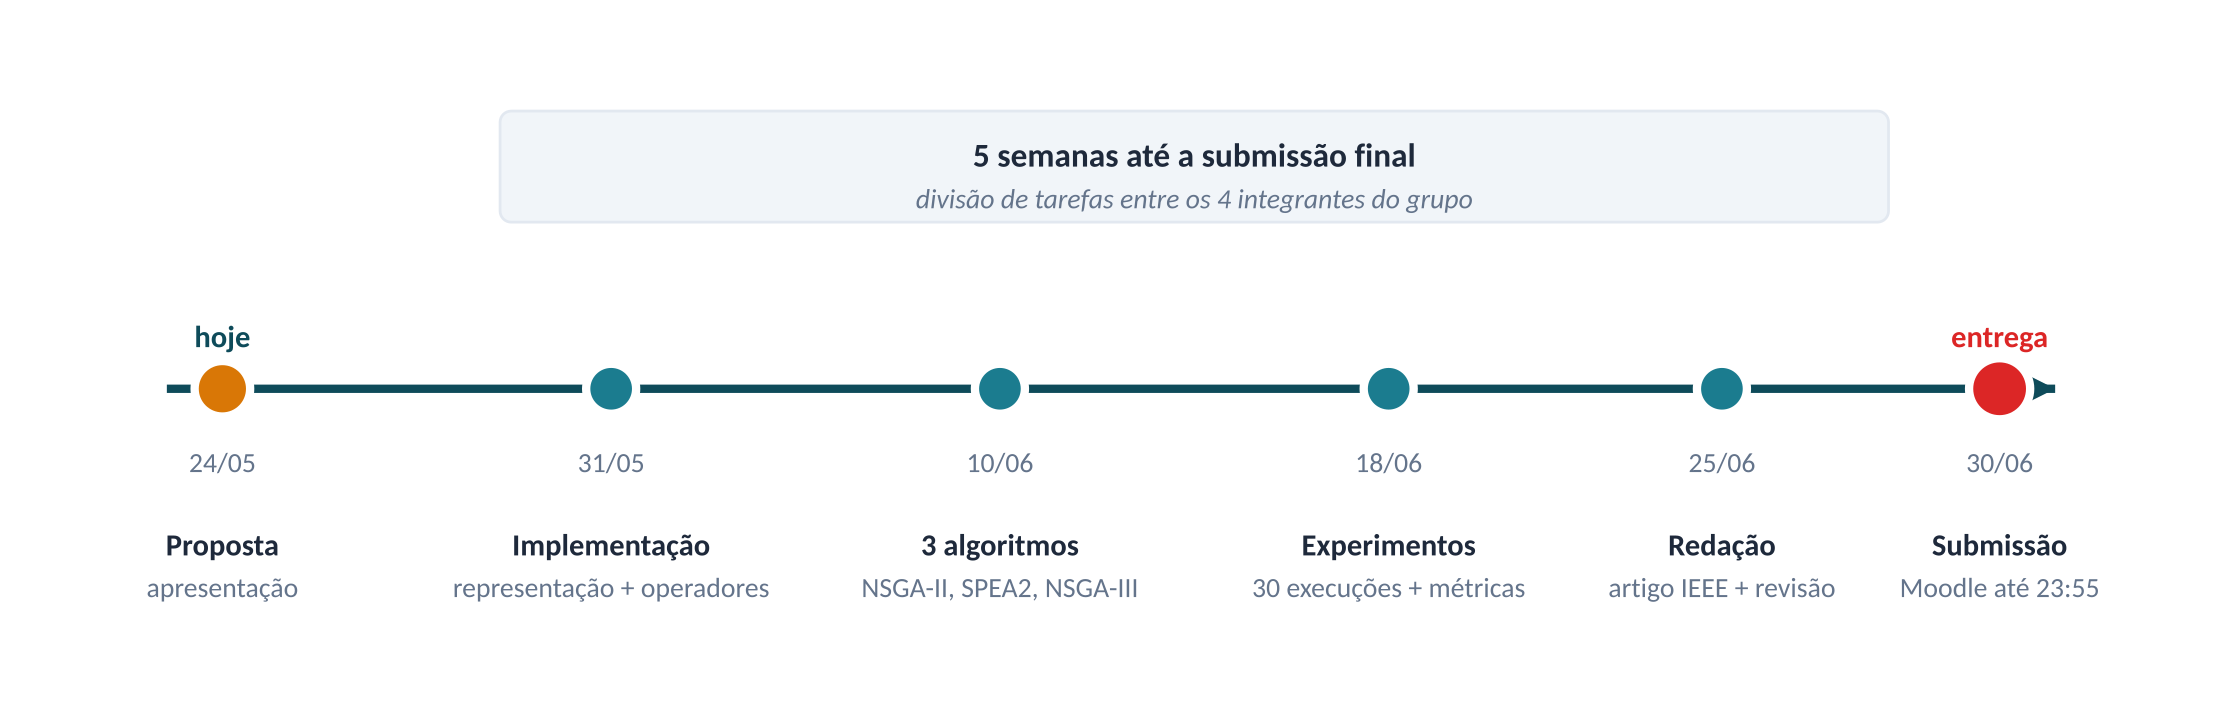 5 semanas até a submissão final
divisão de tarefas entre os 4 integrantes do grupo
hoje
entrega
24/05
31/05
10/06
18/06
25/06
30/06
Proposta
Implementação
3 algoritmos
Experimentos
Redação
Submissão
apresentação
representação + operadores
NSGA-II, SPEA2, NSGA-III
30 execuções + métricas
artigo IEEE + revisão
Moodle até 23:55